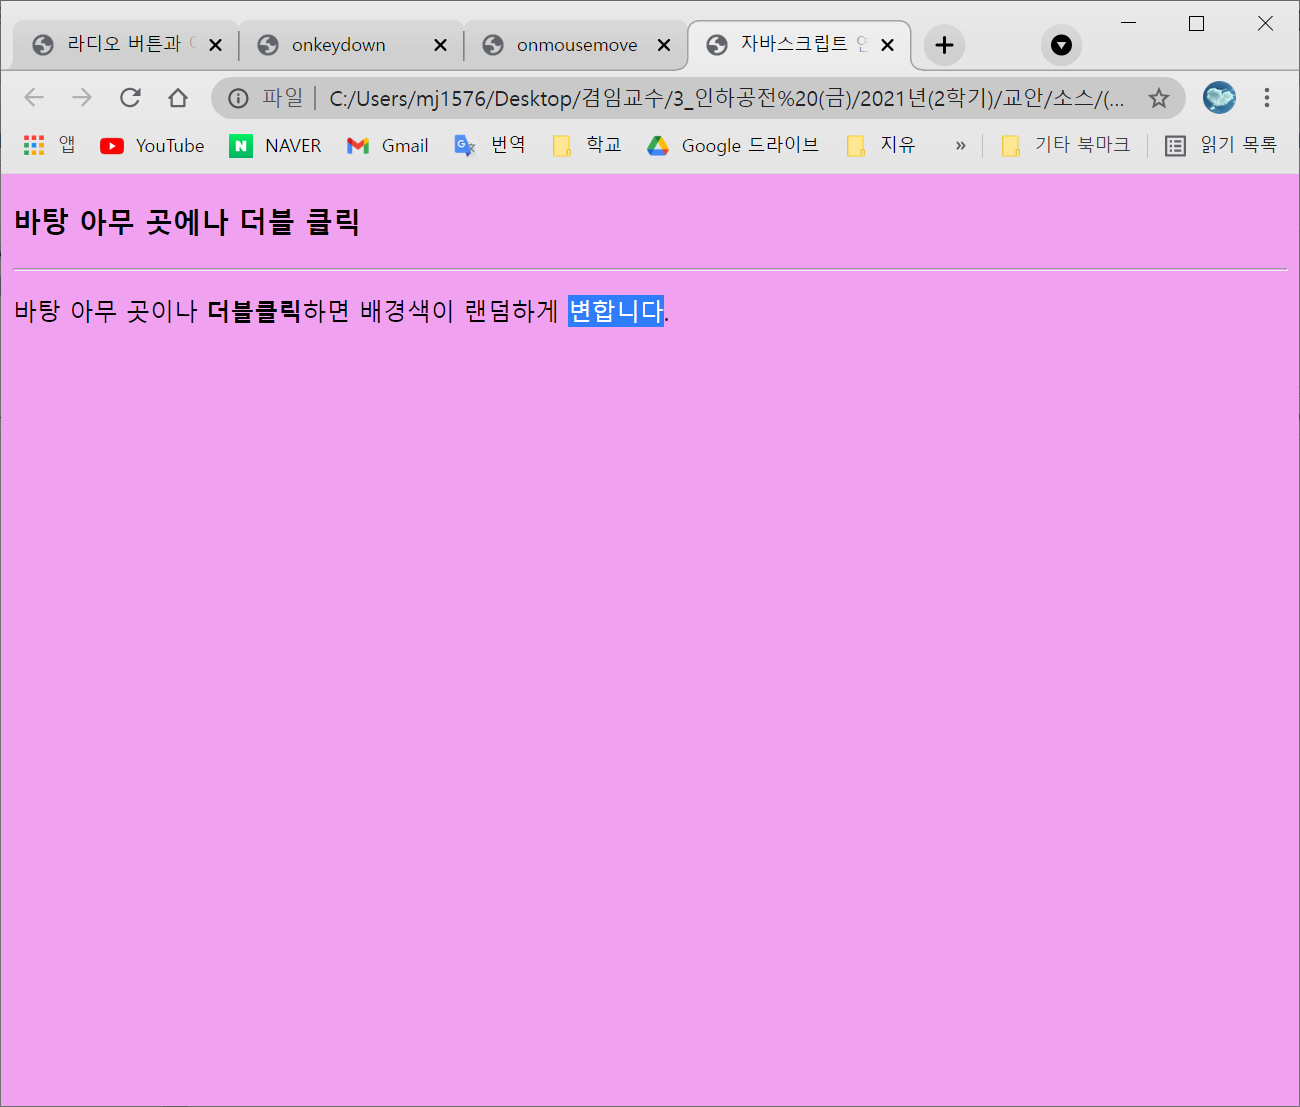 라디오 버튼과
onkeydown
onmousemove
자바스크립트
파일
C:/Users/mj1576/Desktop/겸임교수/3_인하공전%20(금)/2021년(2학기)/교안/소스/(...
앱
YouTube
NAVER
Gmail
번역
학교
Google 드라이브
지유
»
기타 북마크
읽기 목록
바탕 아무 곳에나 더블 클릭
바탕 아무 곳이나 더블클릭하면 배경색이 랜덤하게 변합니다.